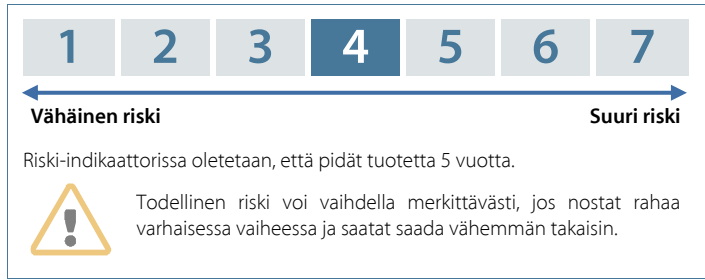 1 2 3 4 5 6 7
Vähäinen riski Suuri riski
Riski-indikaattorissa oletetaan, että pidät tuotetta 5 vuotta.
Todellinen riski voi vaihdella merkittävästi, jos nostat rahaa
varhaisessa vaiheessa ja saatat saada vähemmän takaisin.